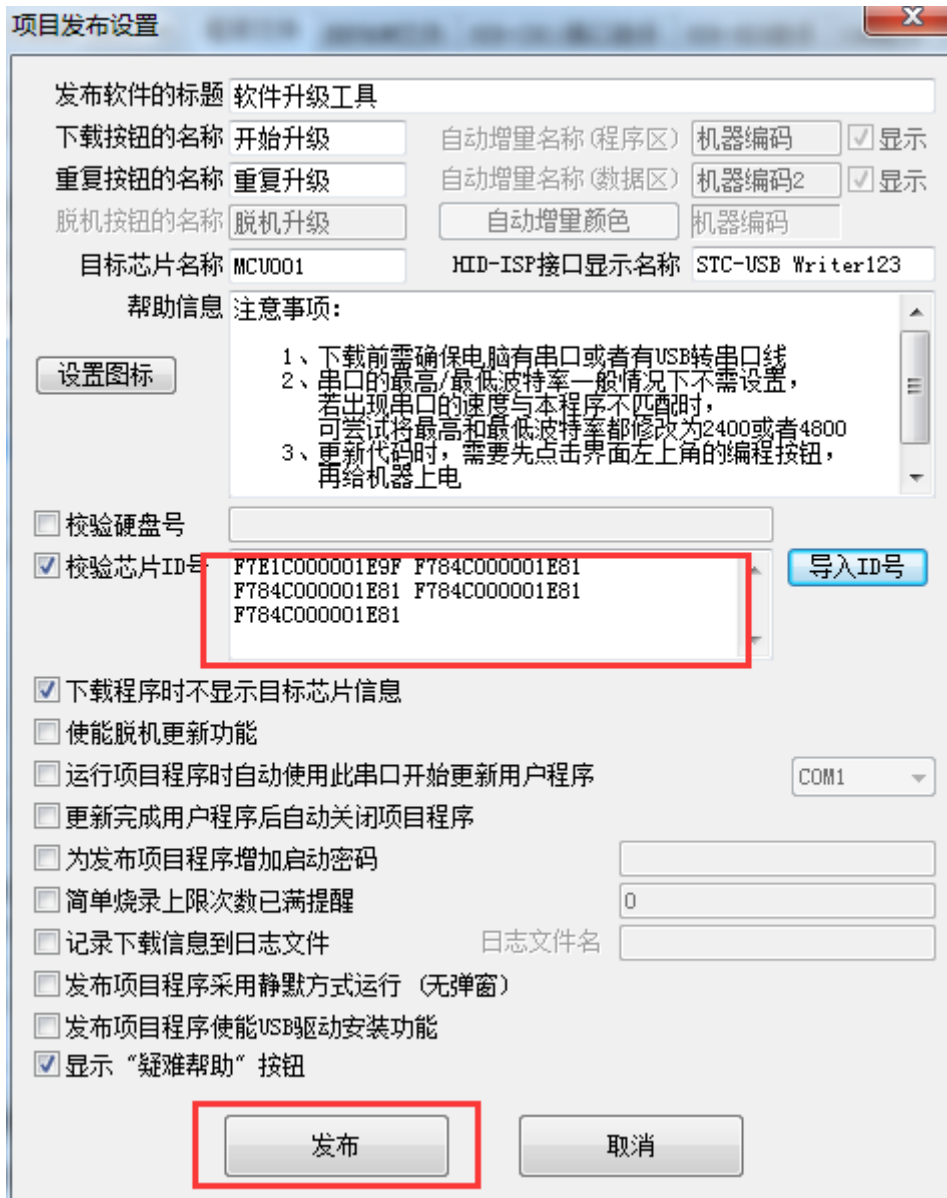 项目发布设置
发布软件的标题 软件升级工具
下载按钮的名称 开始升级 自动增量名称(程序区) 机器编码 显示
重复按钮的名称 重复升级 自动增量名称(数据区) 机器编码2 显示
脱机按钮的名称 脱机升级 自动增量颜色 机器编码
目标芯片名称 MCU001 HID-ISP接口显示名称 STC-USB Writer123
帮助信息 注意事项:
1、下载前需确保电脑有串口或者有USB转串口线
设置图标
2、串口的最高/最低波特率一般情况下不需设置,
若出现串口的速度与本程序不匹配时,
可尝试将最高和最低波特率都修改为2400或者4800
3、更新代码时,需要先点击界面左上角的编程按钮,
再给机器上电
校验硬盘号
校验芯片ID号 F7E1C000001E9F F784C000001E81 导入ID号
F784C000001E81 F784C000001E81
F784C000001E81
下载程序时不显示目标芯片信息
使能脱机更新功能
运行项目程序时自动使用此串口开始更新用户程序 COM1
更新完成用户程序后自动关闭项目程序
为发布项目程序增加启动密码
简单烧录上限次数已满提醒 0
记录下载信息到日志文件 日志文件名
发布项目程序采用静默方式运行 (无弹窗)
发布项目程序使能USB驱动安装功能
显示 "疑难帮助" 按钮
发布 取消